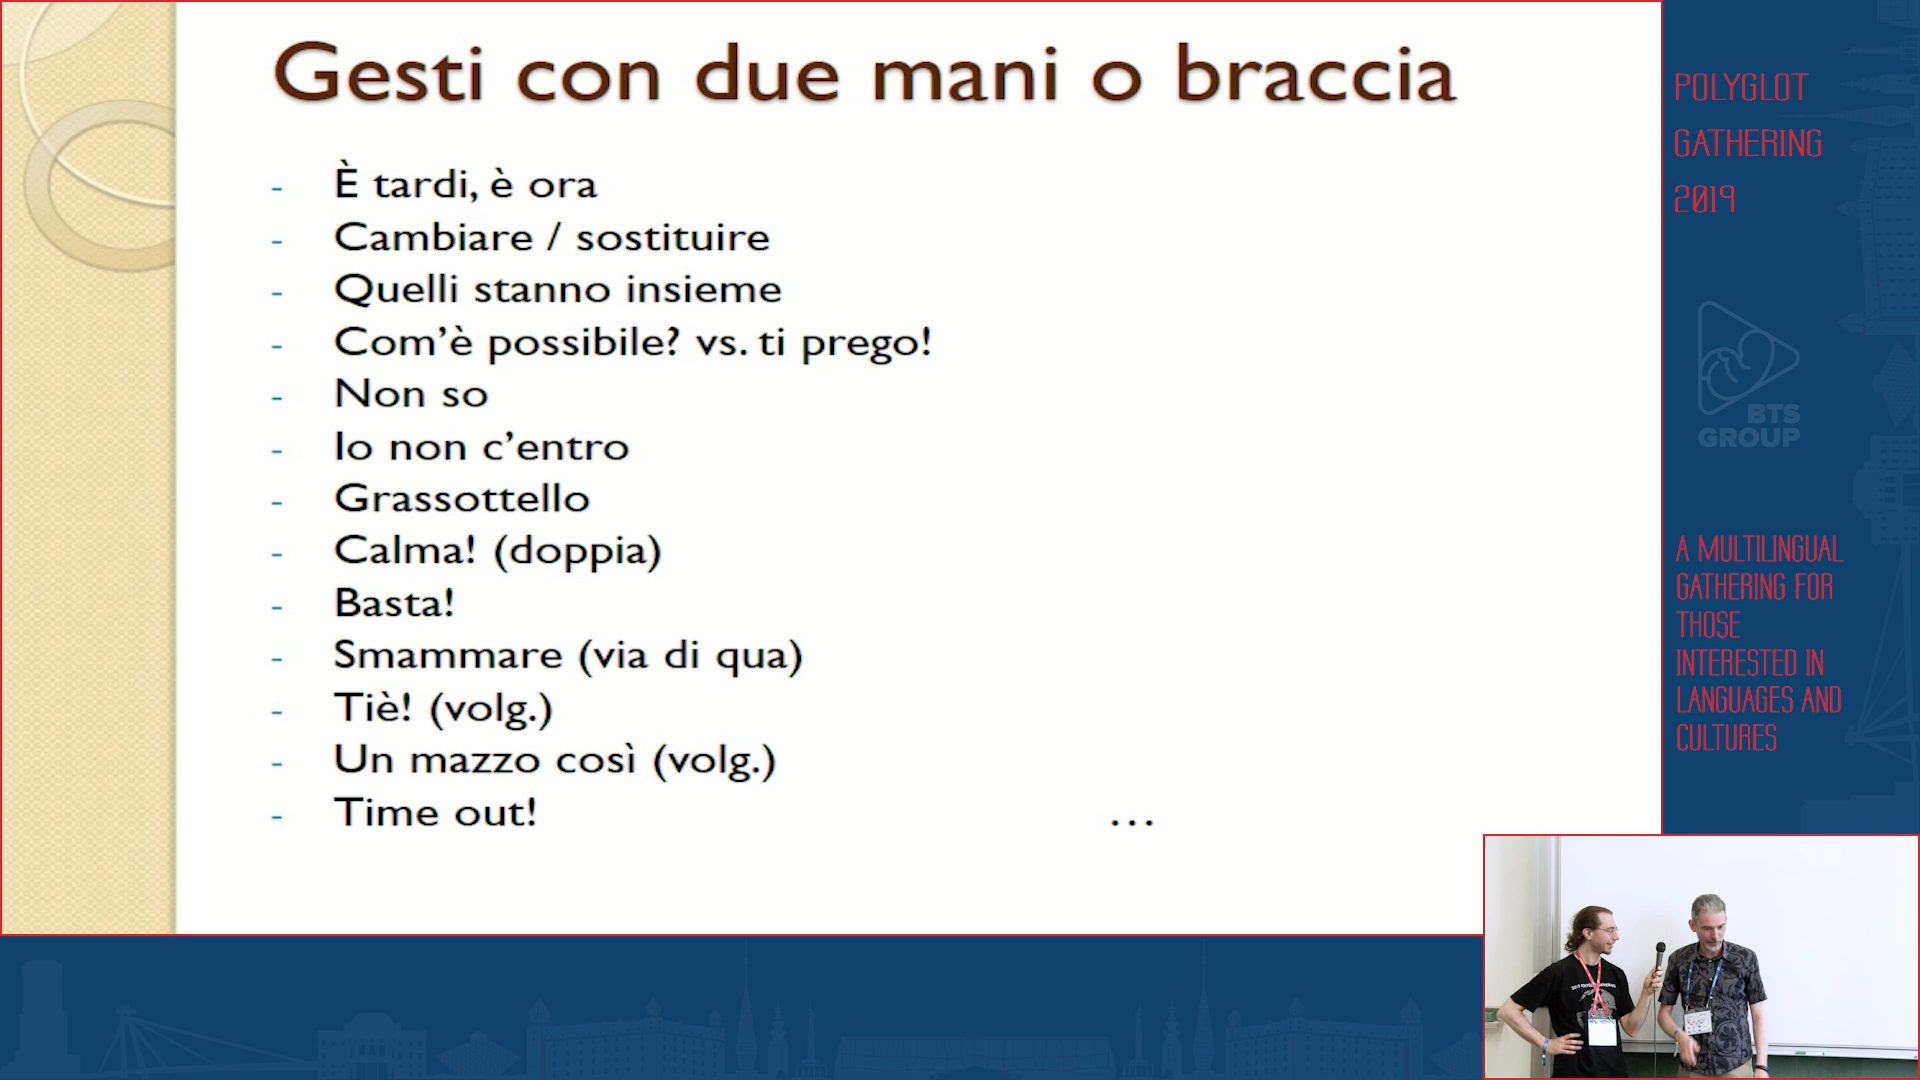 Gesti con due mani o braccia
- È tardi, è ora
- Cambiare / sostituire
- Quelli stanno insieme
- Com’è possibile? vs. ti prego!
- Non so
- Io non c’entro
- Grassottello
- Calma! (doppia)
- Basta!
- Smammare (via di qua)
- Tiè! (volg.)
- Un mazzo così (volg.)
- Time out!
…
POLYGLOT
GATHERING
2019
BTS
GROUP
A MULTILINGUAL
GATHERING FOR
THOSE
INTERESTED IN
LANGUAGES AND
CULTURES